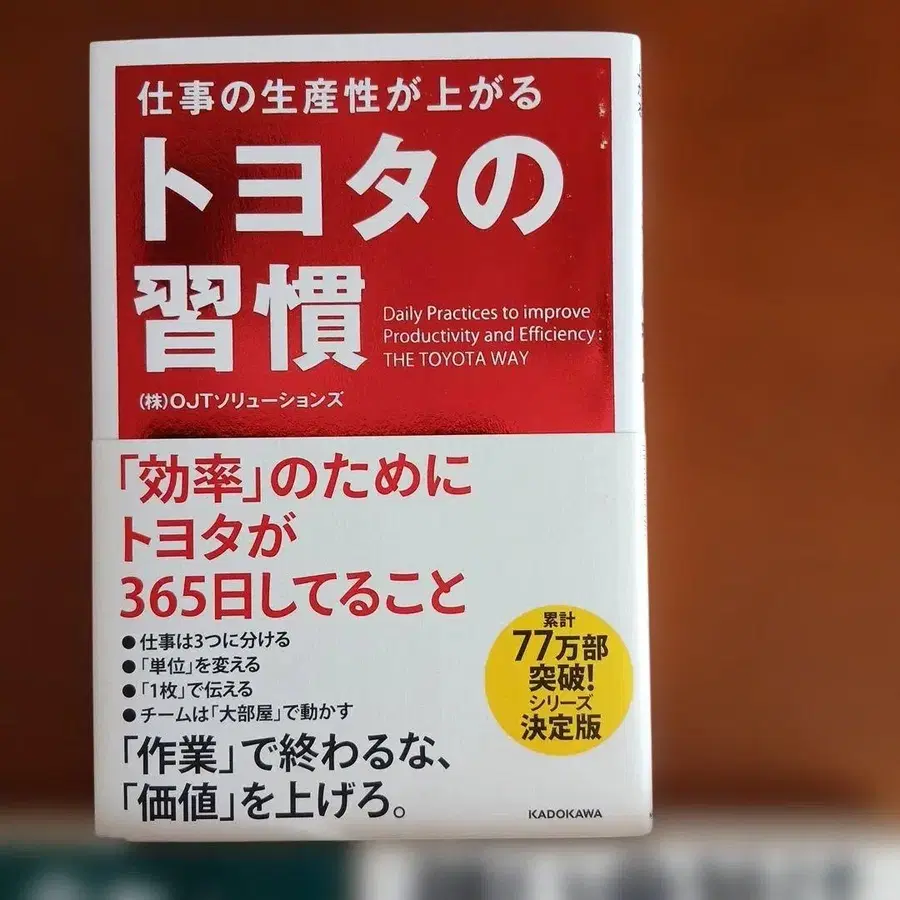 仕事の生産性が上がる
トヨタの
習慣
Daily Practices to improve
Productivity and Efficiency:
THE TOYOTA WAY
(株)OJTソリューションズ
「効率」のために
トヨタが
365日してること
●仕事は3つに分ける
●「単位」を変える
●「1枚」で伝える
●チームは「大部屋」で動かす
「作業」で終わるな、
「価値」を上げろ。
累計
77万部
突破!
シリーズ
決定版
KADOKAWA